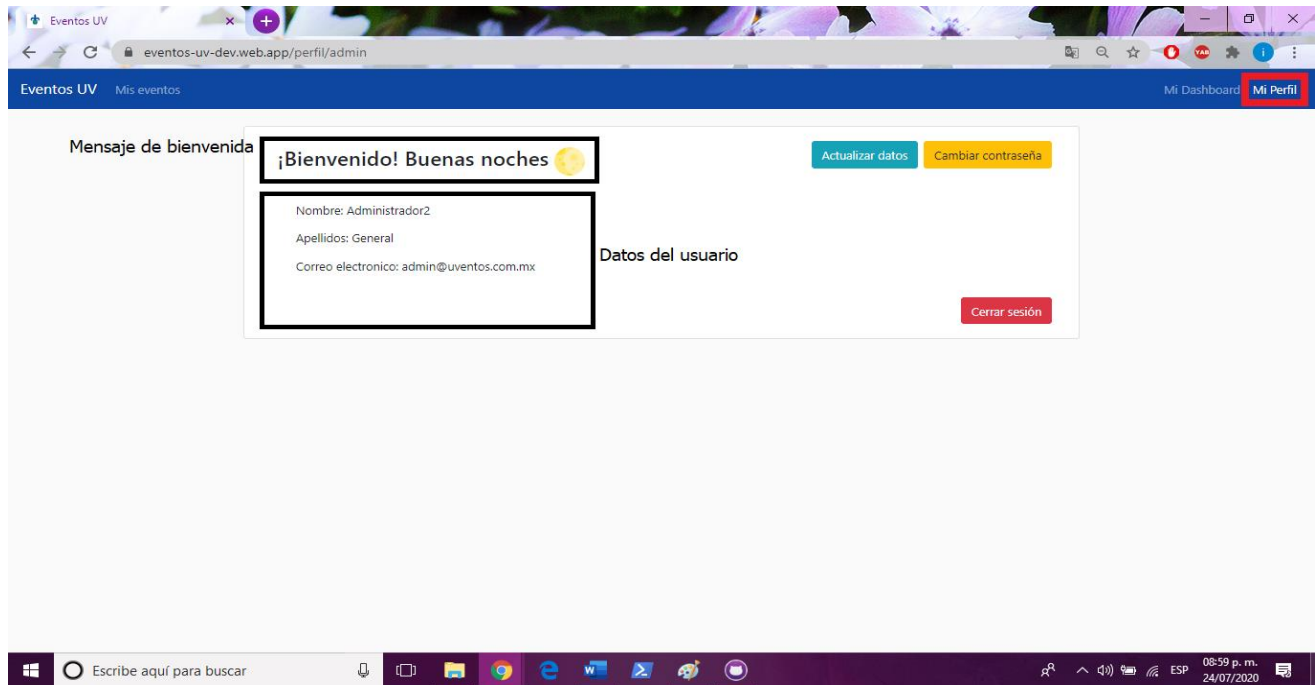 Eventos UV
eventos-uv-dev.web.app/perfil/admin
YAB
i
Eventos UV Mis eventos Mi Dashboard Mi Perfil
Mensaje de bienvenida
¡Bienvenido! Buenas noches
Actualizar datos Cambiar contraseña
Nombre: Administrador2
Apellidos: General
Correo electronico: admin@uventos.com.mx
Datos del usuario
Cerrar sesión
Escribe aquí para buscar
ESP
08:59 p. m.
24/07/2020